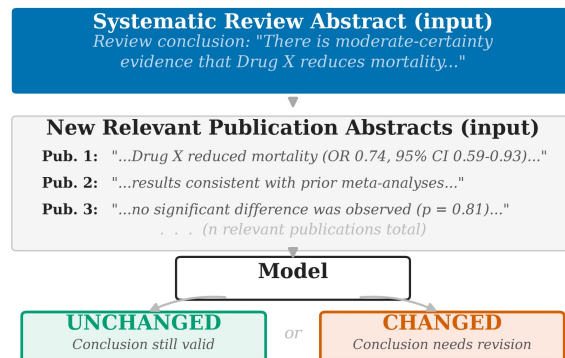 Systematic Review Abstract (input)
Review conclusion: "There is moderate-certainty
evidence that Drug X reduces mortality..."
New Relevant Publication Abstracts (input)
Pub. 1: "...Drug X reduced mortality (OR 0.74, 95% CI 0.59-0.93)..."
Pub. 2: "...results consistent with prior meta-analyses..."
Pub. 3: "...no significant difference was observed (p = 0.81)..."
. . . (n relevant publications total)
Model
UNCHANGED
Conclusion still valid
or
CHANGED
Conclusion needs revision